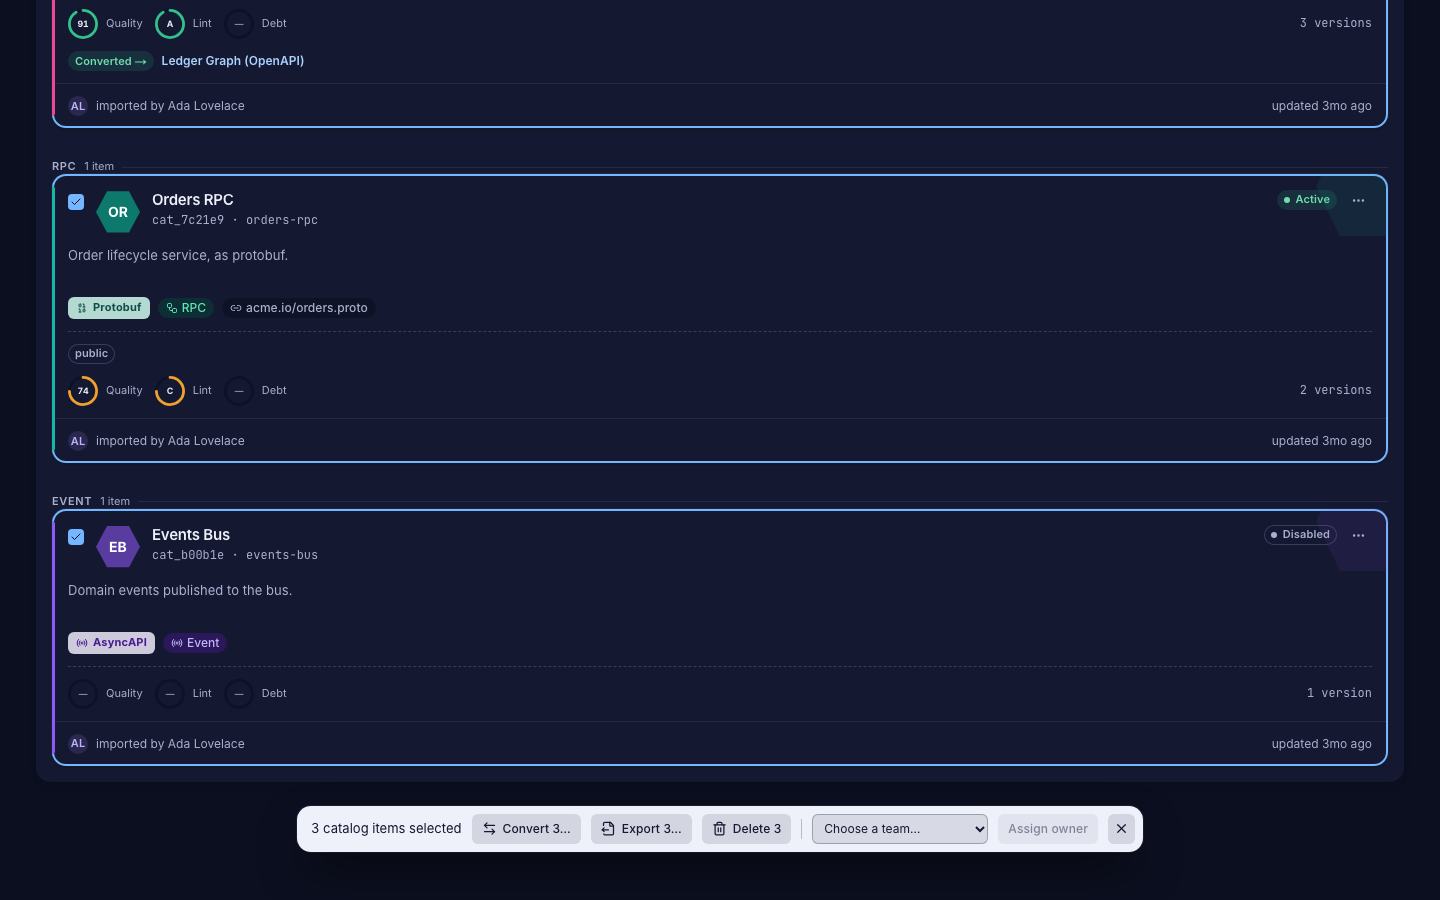 91 Quality A Lint — Debt 3 versions
Converted → Ledger Graph (OpenAPI)
AL imported by Ada Lovelace updated 3mo ago
RPC 1 item
OR Orders RPC Active ...
cat_7c21e9 · orders-rpc
Order lifecycle service, as protobuf.
Protobuf RPC acme.io/orders.proto
public
74 Quality C Lint — Debt 2 versions
AL imported by Ada Lovelace updated 3mo ago
EVENT 1 item
EB Events Bus Disabled ...
cat_b00b1e · events-bus
Domain events published to the bus.
AsyncAPI Event
— Quality — Lint — Debt 1 version
AL imported by Ada Lovelace updated 3mo ago
3 catalog items selected Convert 3... Export 3... Delete 3 Choose a team... Assign owner